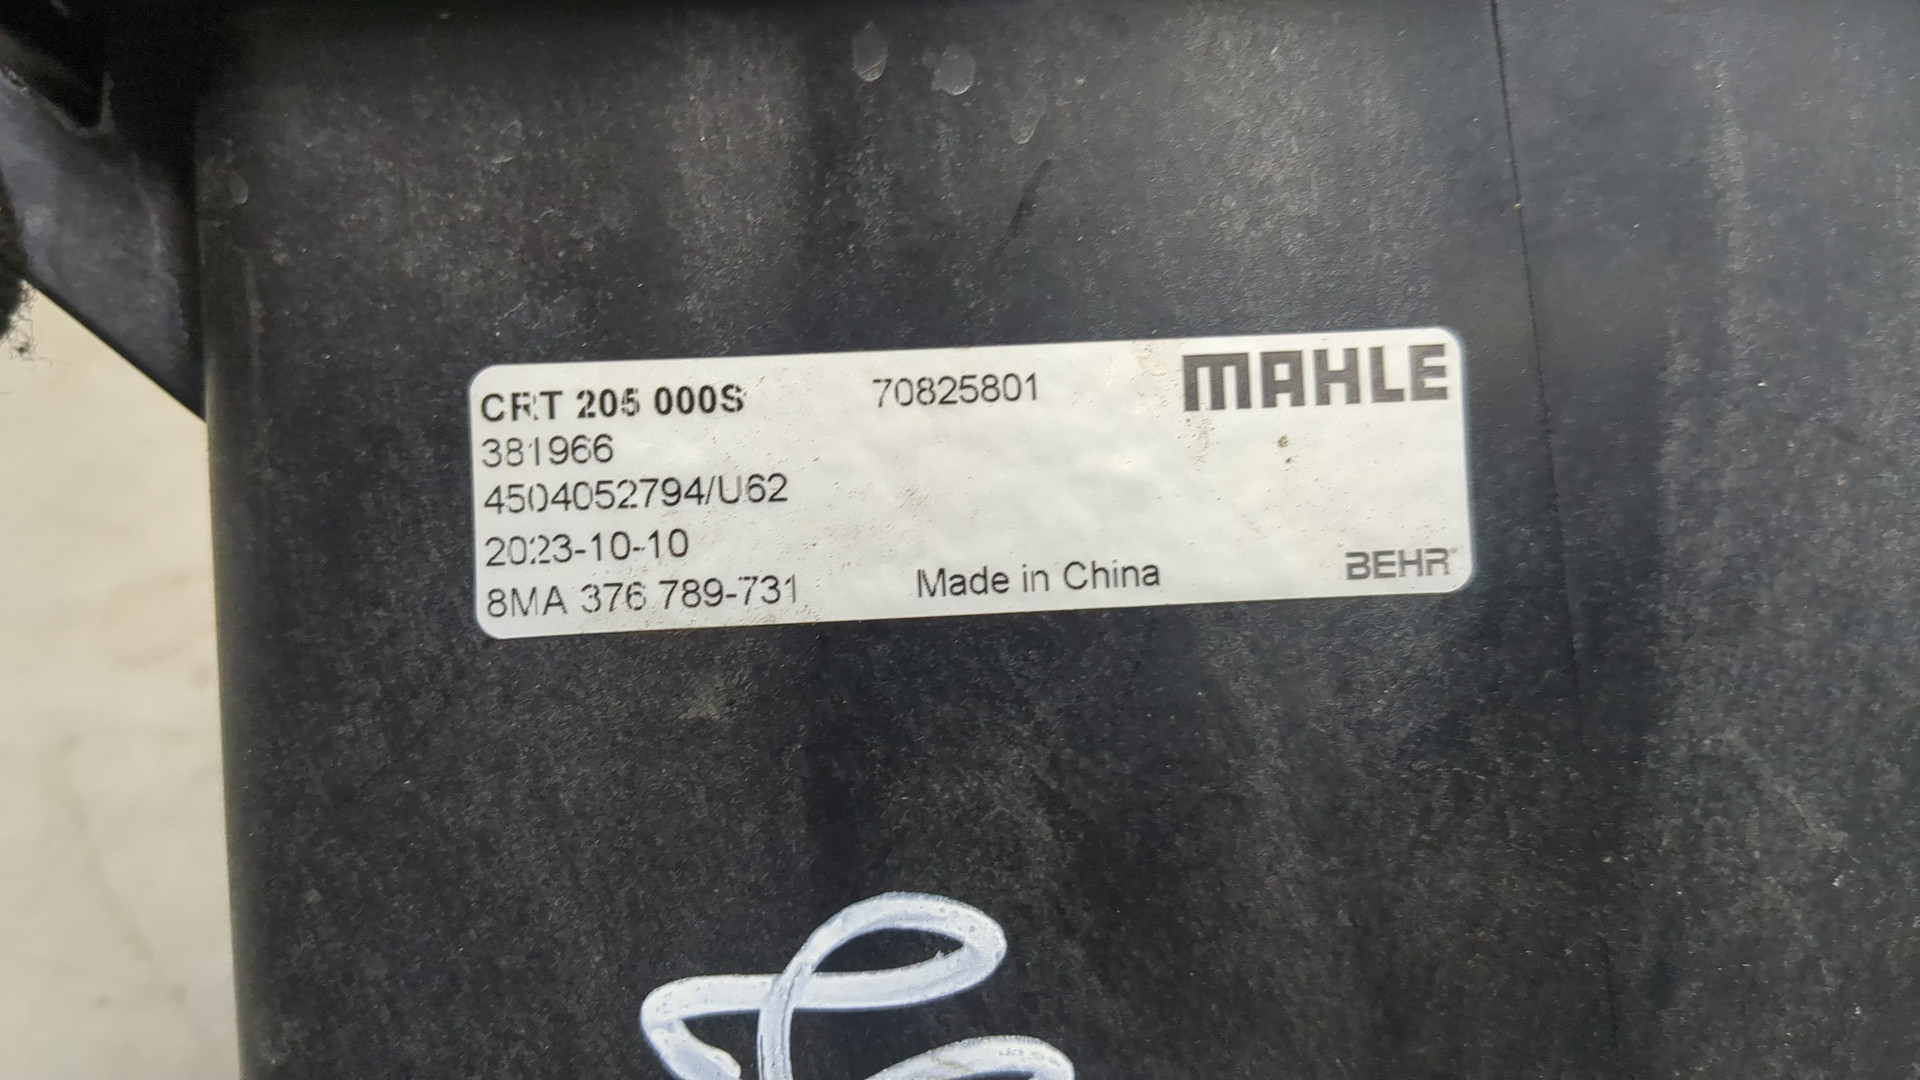 CRT 205 000S 70825801 MAHLE
381966
4504052794/U62
2023-10-10
8MA 376 789-731 Made in China BEHR®